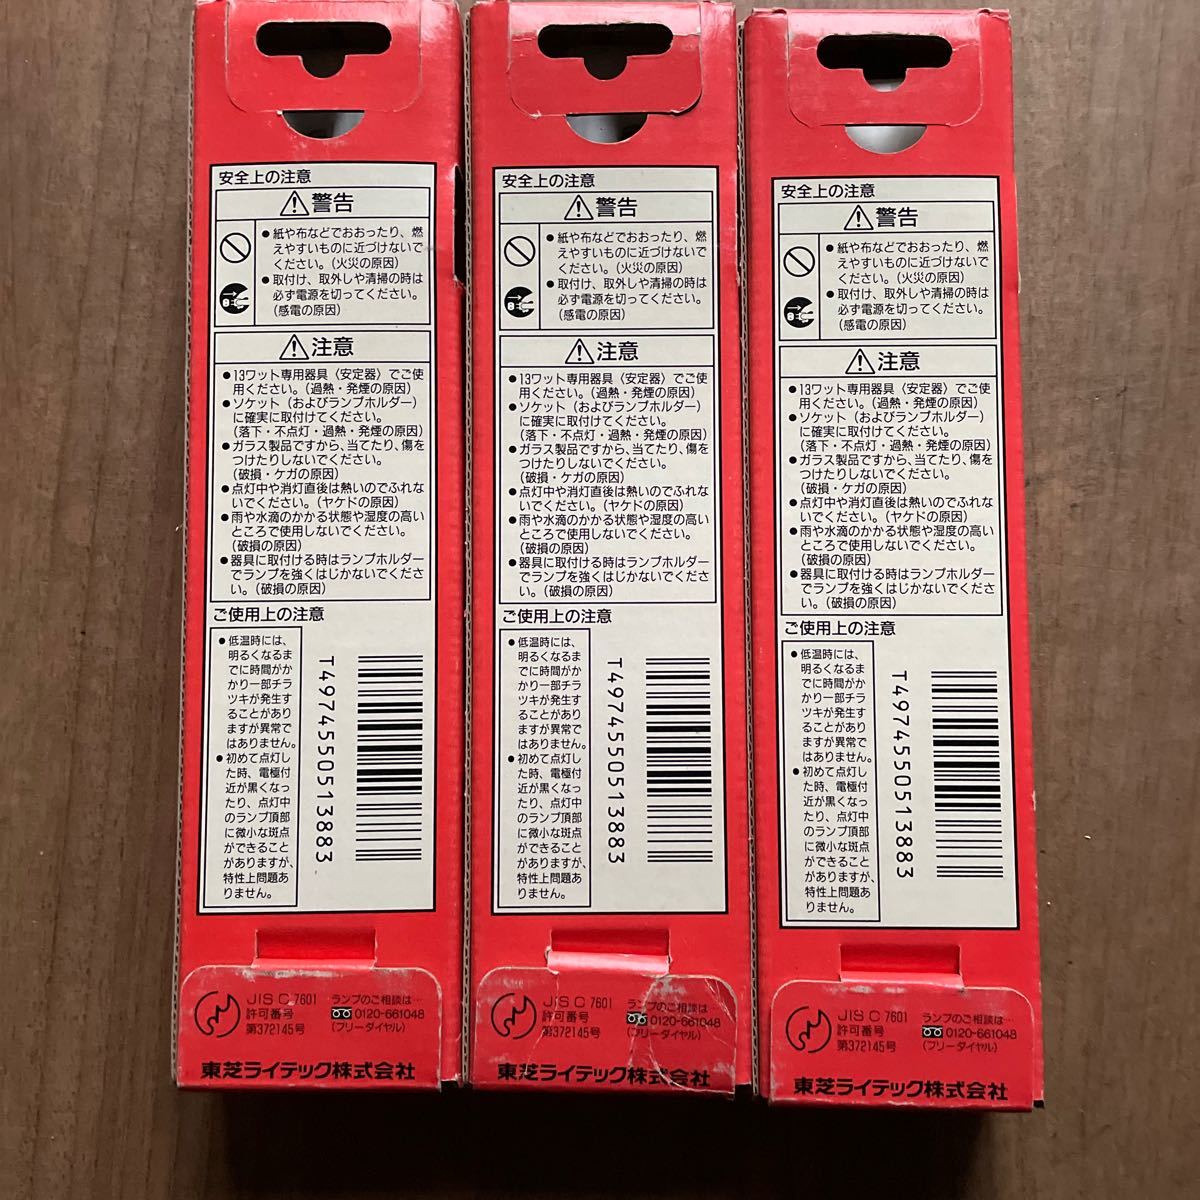 安全上の注意
⚠警告
●紙や布などでおおったり、燃
えやすいものに近づけないで
ください。(火災の原因)
●取付け、取外しや清掃の時は
必ず電源を切ってください。
(感電の原因)
⚠注意
●13ワット専用器具〈安定器〉でご使
用ください。(過熱・発煙の原因)
●ソケット(およびランプホルダー)
に確実に取付けてください。
(落下・不点灯・過熱・発煙の原因)
●ガラス製品ですから、当てたり、傷を
つけたりしないでください。
(破損・ケガの原因)
●点灯中や消灯直後は熱いのでふれな
いでください。(ヤケドの原因)
●雨や水滴のかかる状態や湿度の高い
ところで使用しないでください。
(破損の原因)
●器具に取付ける時はランプホルダー
でランプを強くはじかないでくださ
い。(破損の原因)
ご使用上の注意
●低温時には、
明るくなるま
でに時間がか
かり一部チラ
ツキが発生す
ることがあり
ますが異常で
はありません。
●初めて点灯し
た時、電極付
近が黒くなっ
たり、点灯中
のランプ頂部
に微小な斑点
ができること
がありますが、
特性上問題あ
りません。
T4974550513883
JIS C 7601
許可番号
第372145号
ランプのご相談は…
0120-661048
(フリーダイヤル)
東芝ライテック株式会社
安全上の注意
⚠警告
●紙や布などでおおったり、燃
えやすいものに近づけないで
ください。(火災の原因)
●取付け、取外しや清掃の時は
必ず電源を切ってください。
(感電の原因)
⚠注意
●13ワット専用器具〈安定器〉でご使
用ください。(過熱・発煙の原因)
●ソケット(およびランプホルダー)
に確実に取付けてください。
(落下・不点灯・過熱・発煙の原因)
●ガラス製品ですから、当てたり、傷を
つけたりしないでください。
(破損・ケガの原因)
●点灯中や消灯直後は熱いのでふれな
いでください。(ヤケドの原因)
●雨や水滴のかかる状態や湿度の高い
ところで使用しないでください。
(破損の原因)
●器具に取付ける時はランプホルダー
でランプを強くはじかないでくださ
い。(破損の原因)
ご使用上の注意
●低温時には、
明るくなるま
でに時間がか
かり一部チラ
ツキが発生す
ることがあり
ますが異常で
はありません。
●初めて点灯し
た時、電極付
近が黒くなっ
たり、点灯中
のランプ頂部
に微小な斑点
ができること
がありますが、
特性上問題あ
りません。
T4974550513883
JIS C 7601
許可番号
第372145号
ランプのご相談は…
0120-661048
(フリーダイヤル)
東芝ライテック株式会社
安全上の注意
⚠警告
●紙や布などでおおったり、燃
えやすいものに近づけないで
ください。(火災の原因)
●取付け、取外しや清掃の時は
必ず電源を切ってください。
(感電の原因)
⚠注意
●13ワット専用器具〈安定器〉でご使
用ください。(過熱・発煙の原因)
●ソケット(およびランプホルダー)
に確実に取付けてください。
(落下・不点灯・過熱・発煙の原因)
●ガラス製品ですから、当てたり、傷を
つけたりしないでください。
(破損・ケガの原因)
●点灯中や消灯直後は熱いのでふれな
いでください。(ヤケドの原因)
●雨や水滴のかかる状態や湿度の高い
ところで使用しないでください。
(破損の原因)
●器具に取付ける時はランプホルダー
でランプを強くはじかないでくださ
い。(破損の原因)
ご使用上の注意
●低温時には、
明るくなるま
でに時間がか
かり一部チラ
ツキが発生す
ることがあり
ますが異常で
はありません。
●初めて点灯し
た時、電極付
近が黒くなっ
たり、点灯中
のランプ頂部
に微小な斑点
ができること
がありますが、
特性上問題あ
りません。
T4974550513883
JIS C 7601
許可番号
第372145号
ランプのご相談は…
0120-661048
(フリーダイヤル)
東芝ライテック株式会社